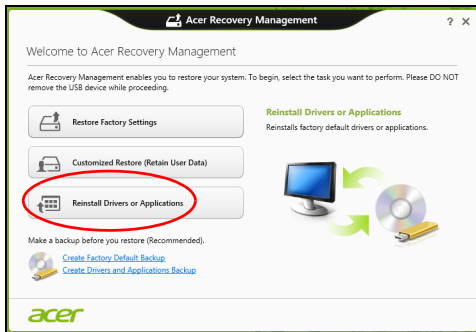 Acer Recovery Management
? X
Welcome to Acer Recovery Management
Acer Recovery Management enables you to restore your system. To begin, select the task you want to perform. Please DO NOT
remove the USB device while proceeding.
Restore Factory Settings
Customized Restore (Retain User Data)
Reinstall Drivers or Applications
Reinstall Drivers or Applications
Reinstalls factory default drivers or applications.
Make a backup before you restore (Recommended).
Create Factory Default Backup
Create Drivers and Applications Backup
acer